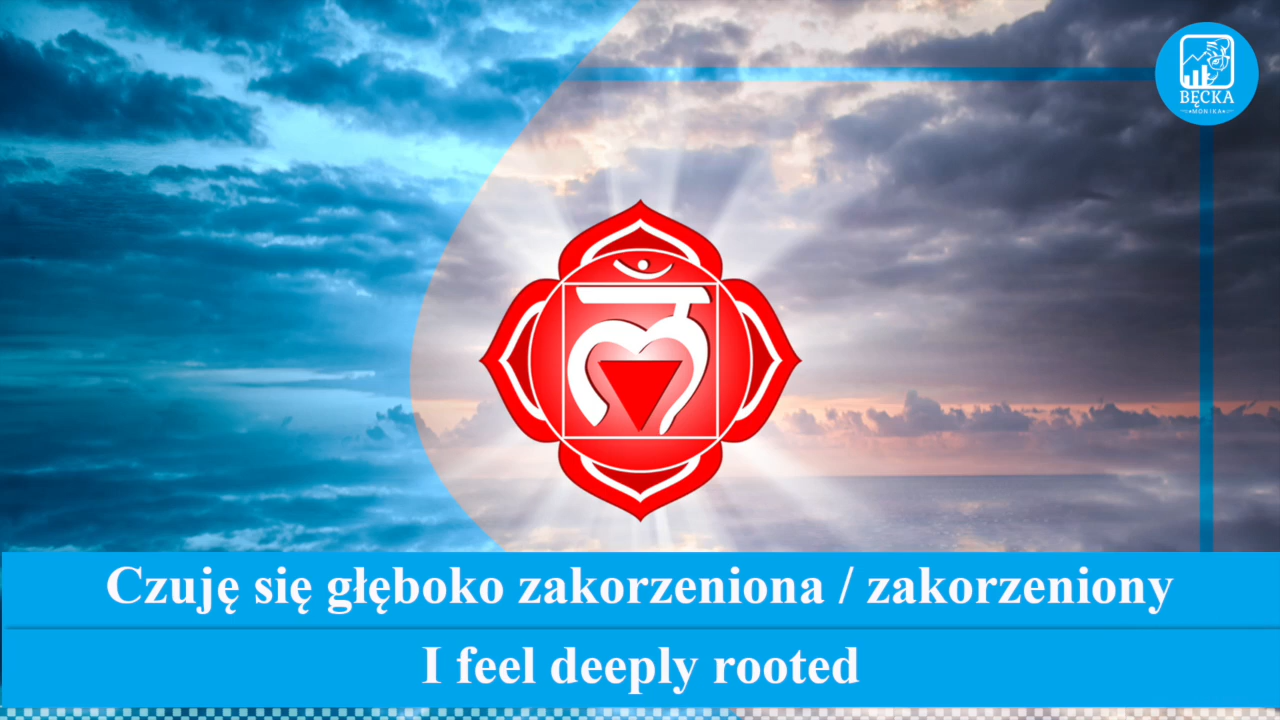 BĘCKA
MONIKA
Czuję się głęboko zakorzeniona / zakorzeniony
I feel deeply rooted